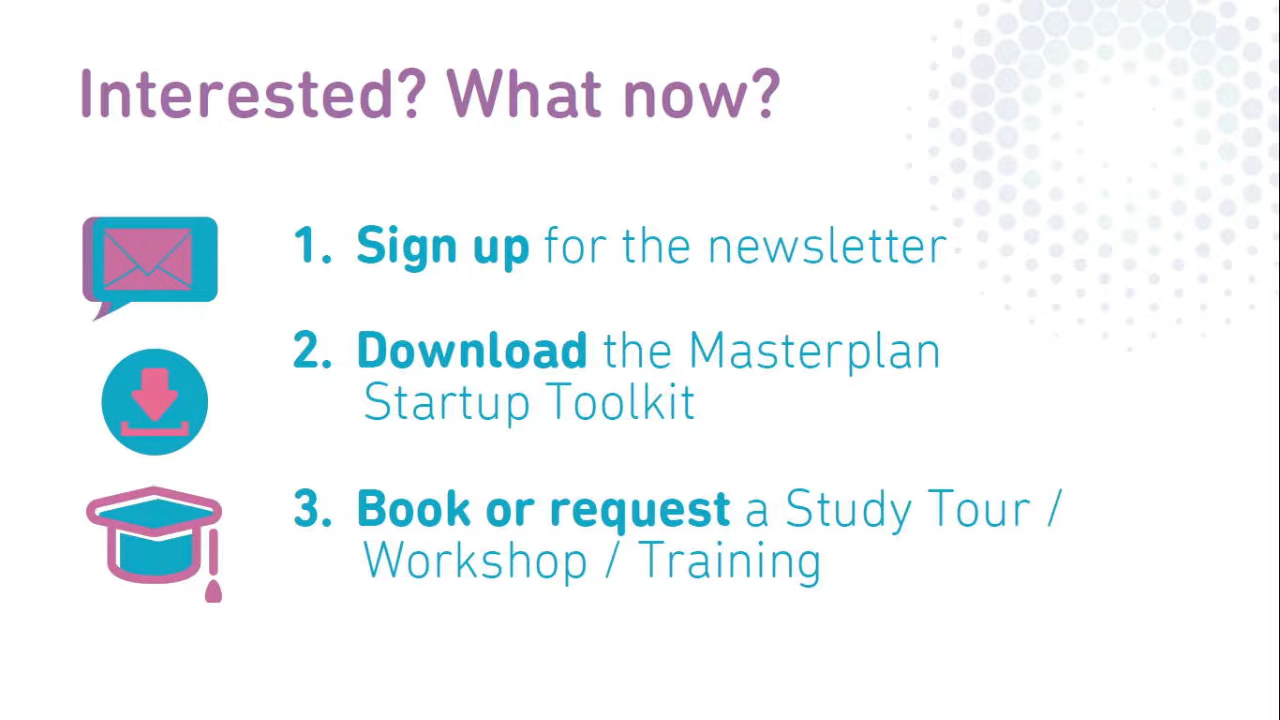 Interested? What now?
1. Sign up for the newsletter
2. Download the Masterplan
Startup Toolkit
3. Book or request a Study Tour /
Workshop / Training